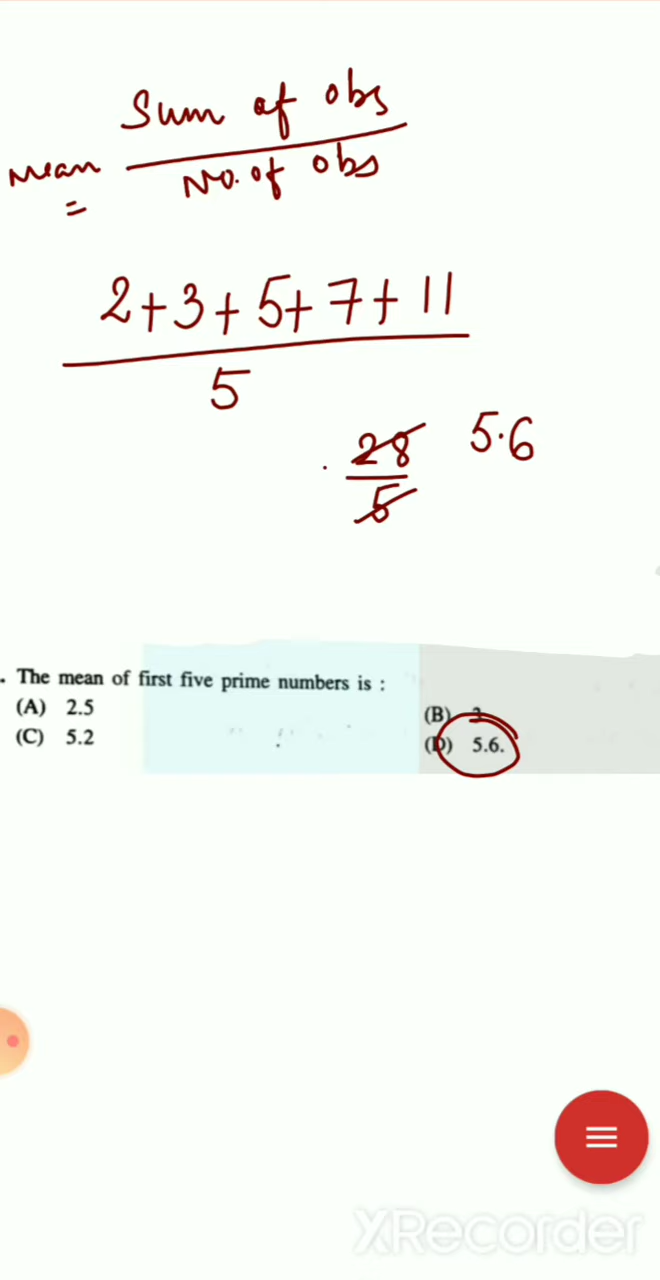 Sum of obs
mean
No. of obs
=
2+3+5+7+11
5
28
5.6
5
. The mean of first five prime numbers is :
(A) 2.5
(B)
(C) 5.2
(D) 5.6.
XRecorder